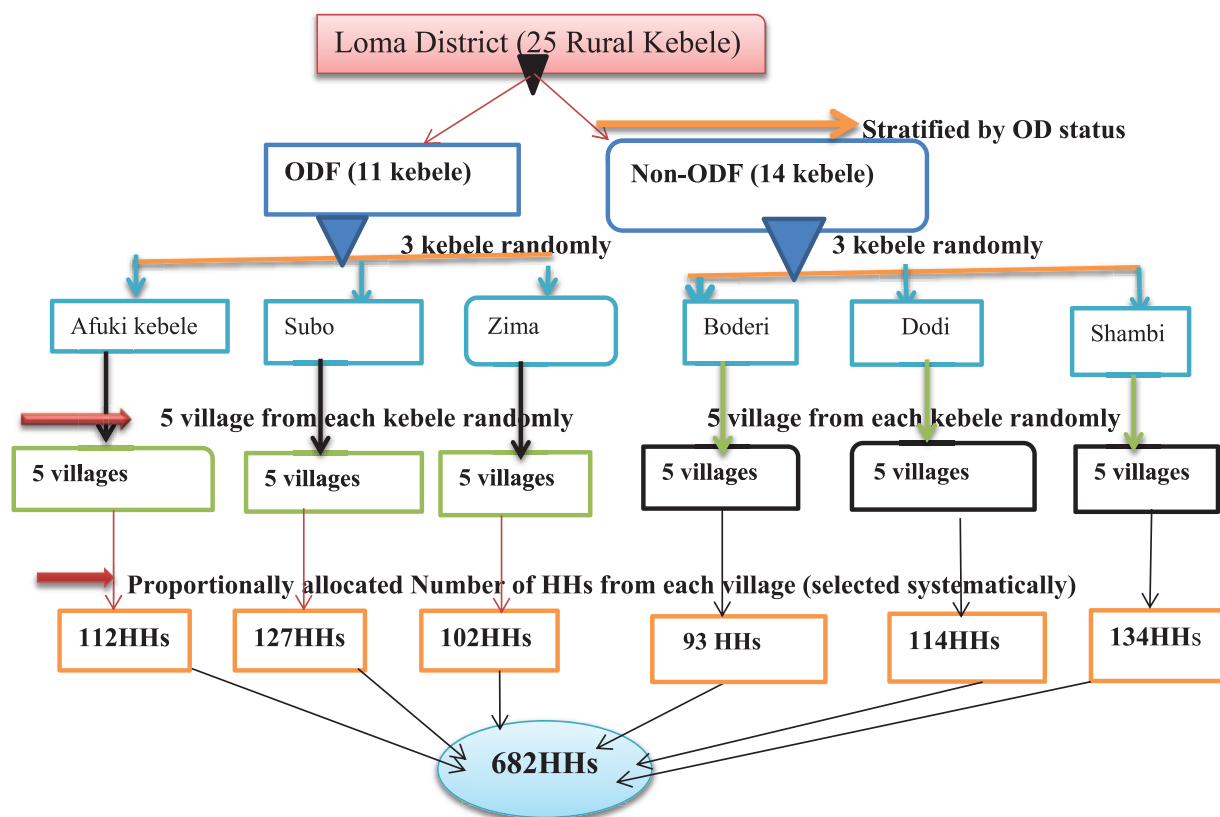 Loma District (25 Rural Kebele)
Stratified by OD status
ODF (11 kebele)
Non-ODF (14 kebele)
3 kebele randomly
3 kebele randomly
Afuki kebele
Subo
Zima
Boderi
Dodi
Shambi
5 village from each kebele randomly
5 village from each kebele randomly
5 villages
5 villages
5 villages
5 villages
5 villages
5 villages
Proportionally allocated Number of HHs from each village (selected systematically)
112HHs
127HHs
102HHs
93 HHs
114HHs
134HHs
682HHs